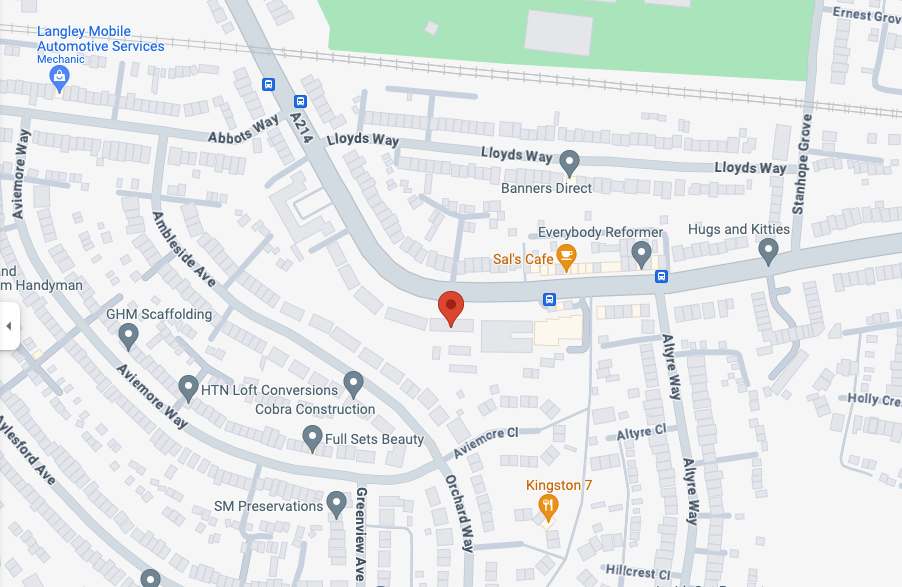 Ernest Grov
Langley Mobile
Automotive Services
Mechanic
Abbots Way
A214
Lloyds Way
Lloyds Way
Lloyds Way
Banners Direct
Stanhope Grove
Aviemore Way
Ambleside Ave
Everybody Reformer
Hugs and Kitties
Sal's Cafe
nd
m Handyman
GHM Scaffolding
Aviemore Way
HTN Loft Conversions
Cobra Construction
Altyre Way
Holly Cres
Full Sets Beauty
Aviemore Cl
Altyre Cl
Aylesford Ave
Altyre Way
Kingston 7
SM Preservations
Greenview Ave
Orchard Way
Hillcrest Cl